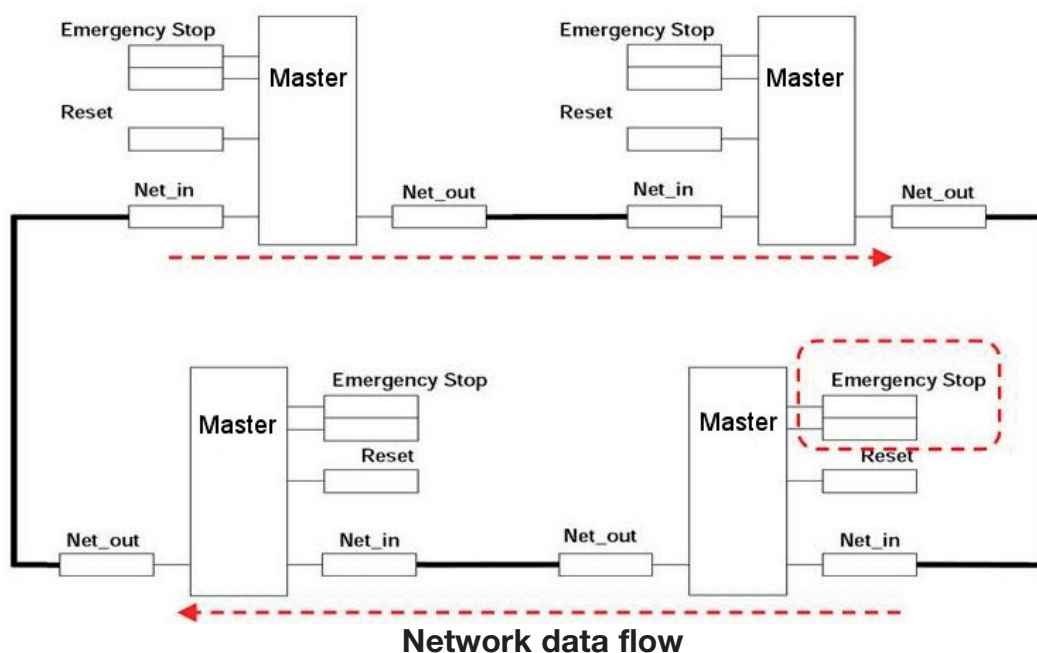 Emergency Stop
Master
Reset
Net_in
Net_out
Emergency Stop
Master
Reset
Net_in
Net_out
Master
Emergency Stop
Reset
Net_out
Net_in
Master
Emergency Stop
Reset
Net_out
Net_in
Network data flow